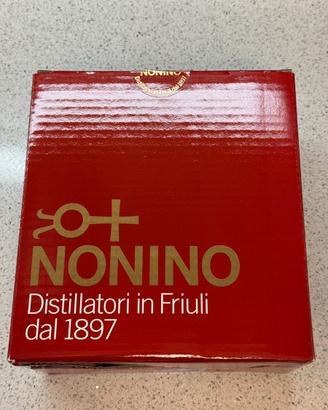 NONINO
NONINO
Distillatori in Friuli
dal 1897